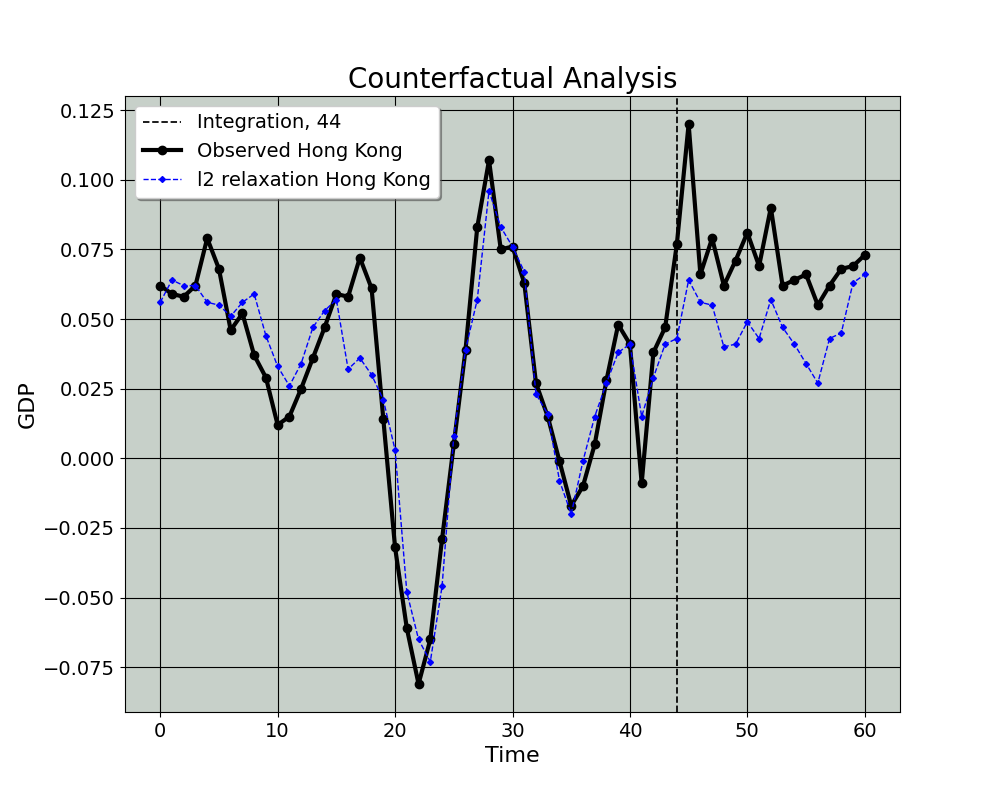 Counterfactual Analysis
Integration, 44
Observed Hong Kong
l2 relaxation Hong Kong
0.125
0.100
0.075
0.050
0.025
0.000
−0.025
−0.050
−0.075
GDP
0 10 20 30 40 50 60
Time